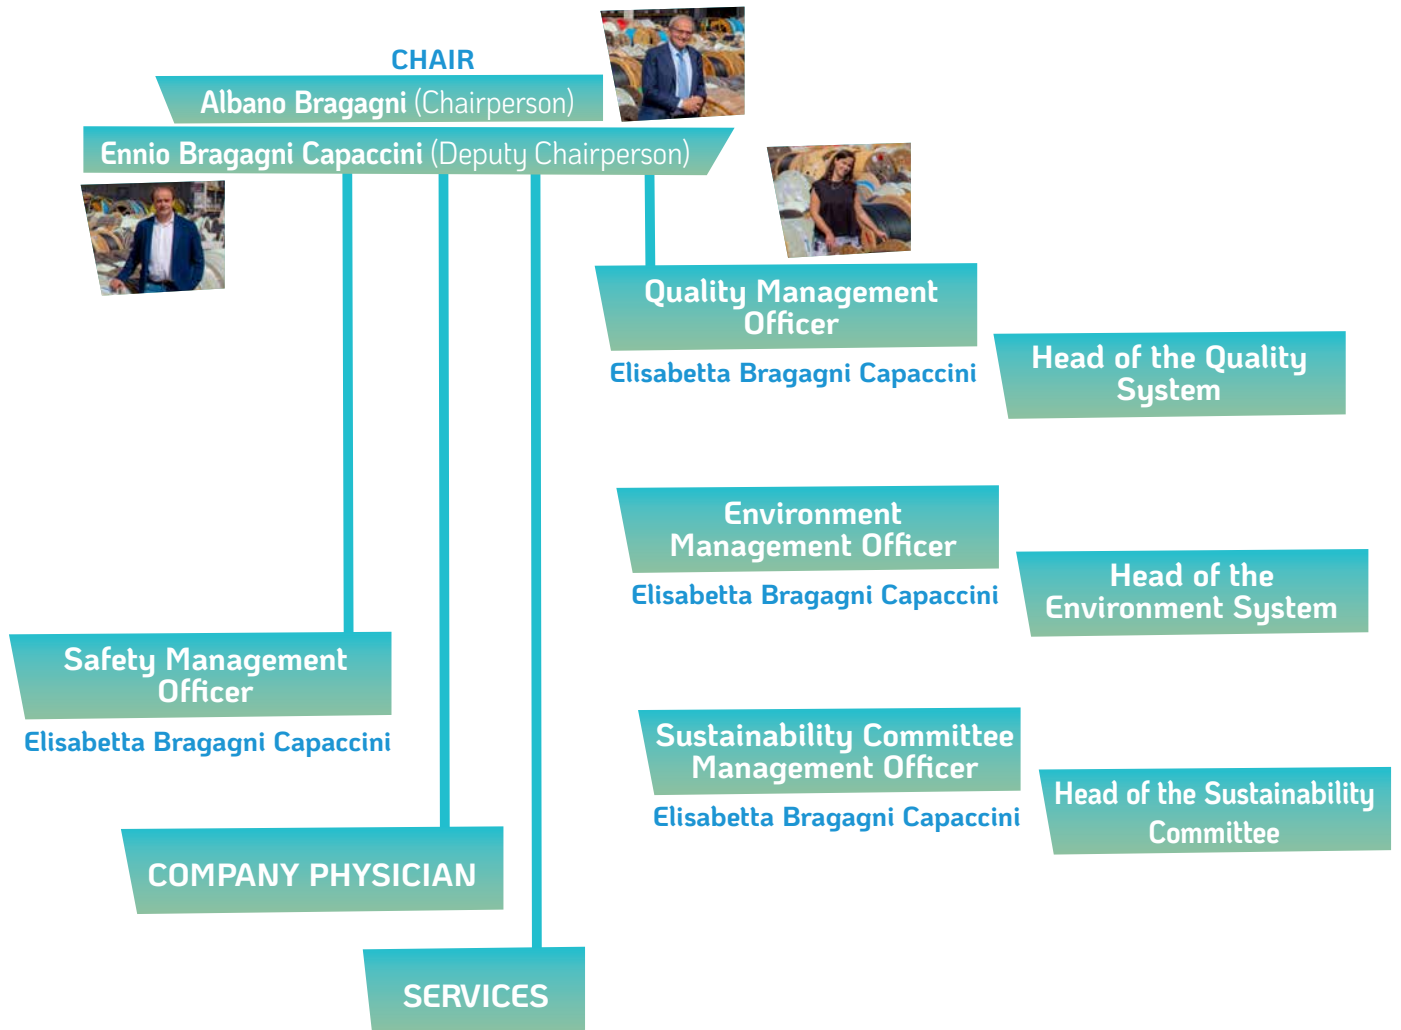 CHAIR
Albano Bragagni (Chairperson)
Ennio Bragagni Capaccini (Deputy Chairperson)
Quality Management
Officer
Elisabetta Bragagni Capaccini
Head of the Quality
System
Environment
Management Officer
Elisabetta Bragagni Capaccini
Head of the
Environment System
Safety Management
Officer
Elisabetta Bragagni Capaccini
Sustainability Committee
Management Officer
Elisabetta Bragagni Capaccini
Head of the Sustainability
Committee
COMPANY PHYSICIAN
SERVICES